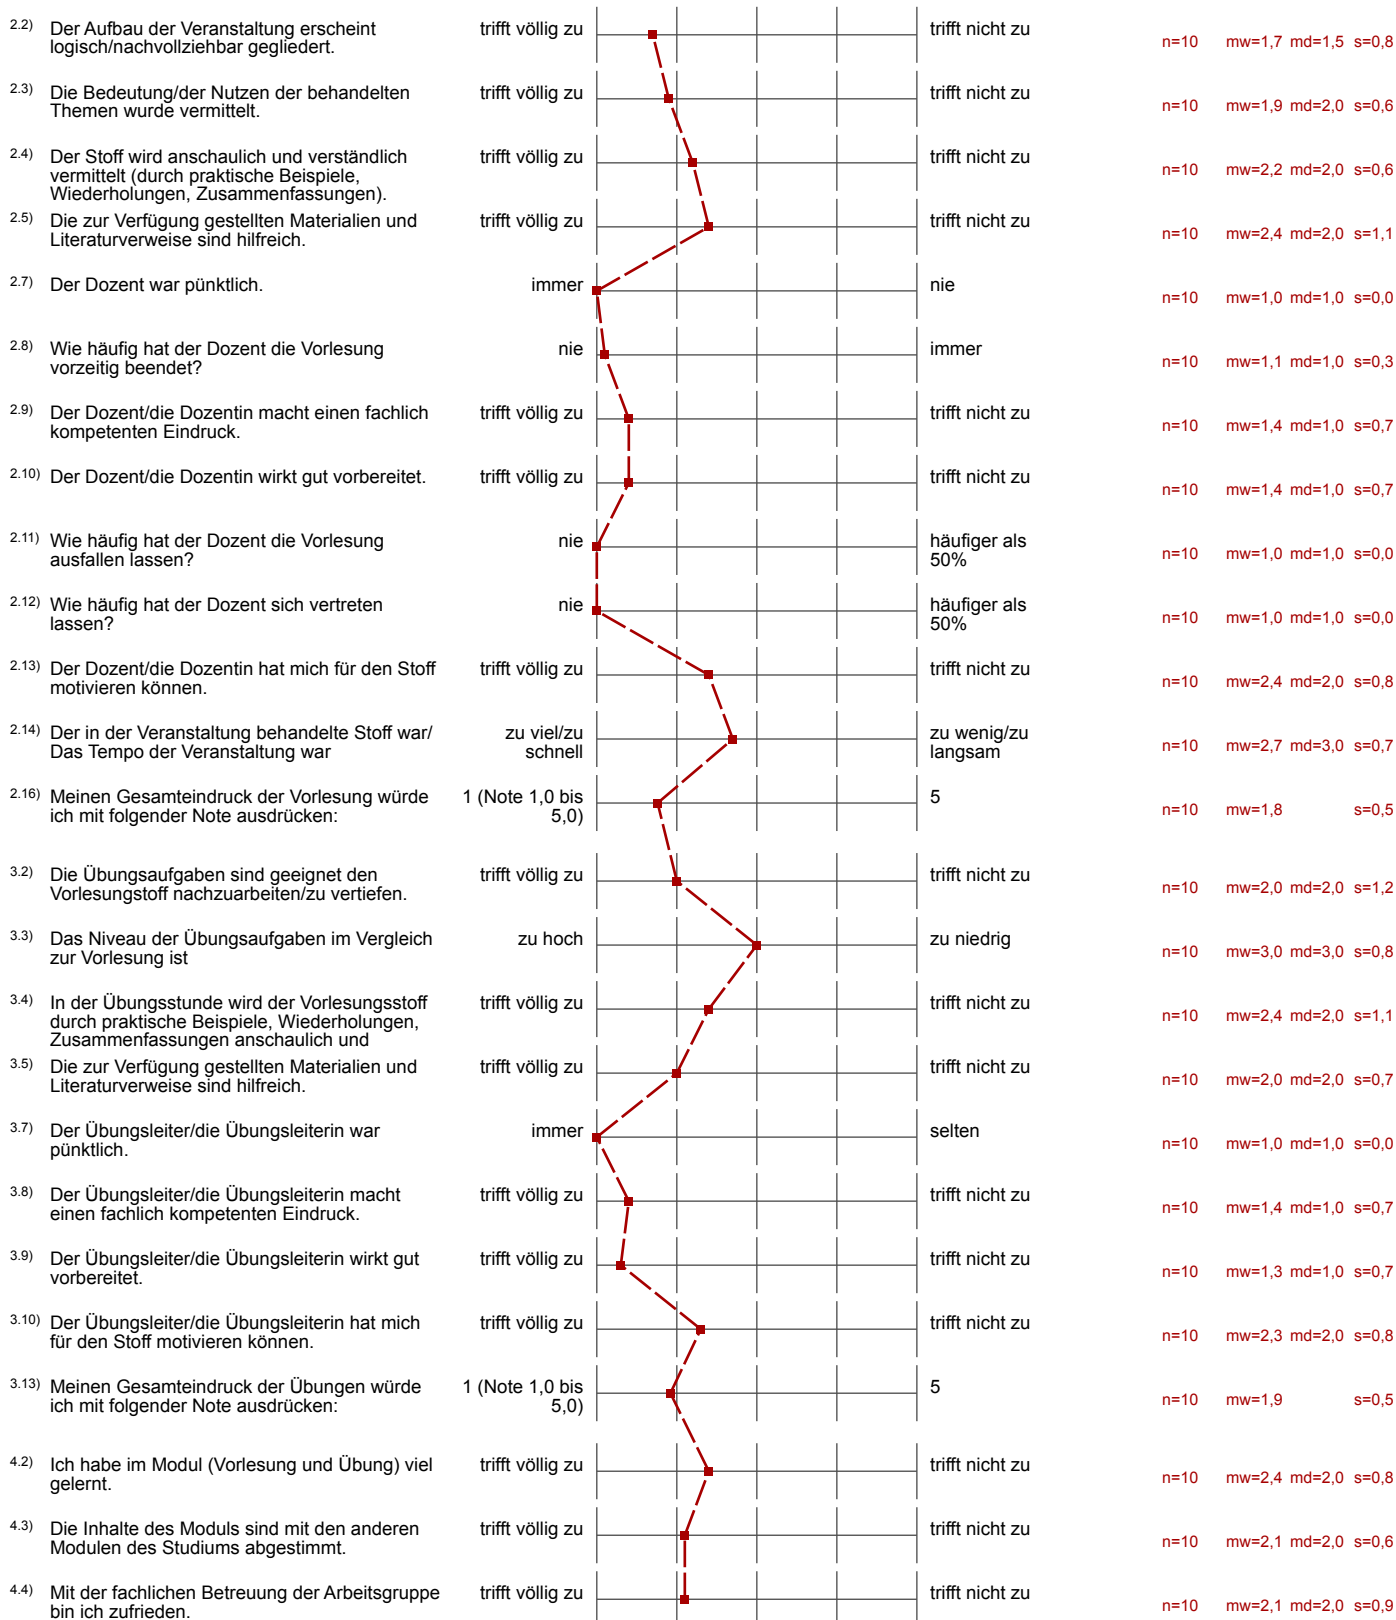 2.2) Der Aufbau der Veranstaltung erscheint logisch/nachvollziehbar gegliedert. trifft völlig zu trifft nicht zu n=10 mw=1,7 md=1,5 s=0,8
2.3) Die Bedeutung/der Nutzen der behandelten Themen wurde vermittelt. trifft völlig zu trifft nicht zu n=10 mw=1,9 md=2,0 s=0,6
2.4) Der Stoff wird anschaulich und verständlich vermittelt (durch praktische Beispiele, Wiederholungen, Zusammenfassungen). trifft völlig zu trifft nicht zu n=10 mw=2,2 md=2,0 s=0,6
2.5) Die zur Verfügung gestellten Materialien und Literaturverweise sind hilfreich. trifft völlig zu trifft nicht zu n=10 mw=2,4 md=2,0 s=1,1
2.7) Der Dozent war pünktlich. immer nie n=10 mw=1,0 md=1,0 s=0,0
2.8) Wie häufig hat der Dozent die Vorlesung vorzeitig beendet? nie immer n=10 mw=1,1 md=1,0 s=0,3
2.9) Der Dozent/die Dozentin macht einen fachlich kompetenten Eindruck. trifft völlig zu trifft nicht zu n=10 mw=1,4 md=1,0 s=0,7
2.10) Der Dozent/die Dozentin wirkt gut vorbereitet. trifft völlig zu trifft nicht zu n=10 mw=1,4 md=1,0 s=0,7
2.11) Wie häufig hat der Dozent die Vorlesung ausfallen lassen? nie häufiger als 50% n=10 mw=1,0 md=1,0 s=0,0
2.12) Wie häufig hat der Dozent sich vertreten lassen? nie häufiger als 50% n=10 mw=1,0 md=1,0 s=0,0
2.13) Der Dozent/die Dozentin hat mich für den Stoff motivieren können. trifft völlig zu trifft nicht zu n=10 mw=2,4 md=2,0 s=0,8
2.14) Der in der Veranstaltung behandelte Stoff war/ Das Tempo der Veranstaltung war zu viel/zu schnell zu wenig/zu langsam n=10 mw=2,7 md=3,0 s=0,7
2.16) Meinen Gesamteindruck der Vorlesung würde ich mit folgender Note ausdrücken: 1 (Note 1,0 bis 5,0) 5 n=10 mw=1,8 s=0,5
3.2) Die Übungsaufgaben sind geeignet den Vorlesungstoff nachzuarbeiten/zu vertiefen. trifft völlig zu trifft nicht zu n=10 mw=2,0 md=2,0 s=1,2
3.3) Das Niveau der Übungsaufgaben im Vergleich zur Vorlesung ist zu hoch zu niedrig n=10 mw=3,0 md=3,0 s=0,8
3.4) In der Übungsstunde wird der Vorlesungsstoff durch praktische Beispiele, Wiederholungen, Zusammenfassungen anschaulich und trifft völlig zu trifft nicht zu n=10 mw=2,4 md=2,0 s=1,1
3.5) Die zur Verfügung gestellten Materialien und Literaturverweise sind hilfreich. trifft völlig zu trifft nicht zu n=10 mw=2,0 md=2,0 s=0,7
3.7) Der Übungsleiter/die Übungsleiterin war pünktlich. immer selten n=10 mw=1,0 md=1,0 s=0,0
3.8) Der Übungsleiter/die Übungsleiterin macht einen fachlich kompetenten Eindruck. trifft völlig zu trifft nicht zu n=10 mw=1,4 md=1,0 s=0,7
3.9) Der Übungsleiter/die Übungsleiterin wirkt gut vorbereitet. trifft völlig zu trifft nicht zu n=10 mw=1,3 md=1,0 s=0,7
3.10) Der Übungsleiter/die Übungsleiterin hat mich für den Stoff motivieren können. trifft völlig zu trifft nicht zu n=10 mw=2,3 md=2,0 s=0,8
3.13) Meinen Gesamteindruck der Übungen würde ich mit folgender Note ausdrücken: 1 (Note 1,0 bis 5,0) 5 n=10 mw=1,9 s=0,5
4.2) Ich habe im Modul (Vorlesung und Übung) viel gelernt. trifft völlig zu trifft nicht zu n=10 mw=2,4 md=2,0 s=0,8
4.3) Die Inhalte des Moduls sind mit den anderen Modulen des Studiums abgestimmt. trifft völlig zu trifft nicht zu n=10 mw=2,1 md=2,0 s=0,6
4.4) Mit der fachlichen Betreuung der Arbeitsgruppe bin ich zufrieden. trifft völlig zu trifft nicht zu n=10 mw=2,1 md=2,0 s=0,9